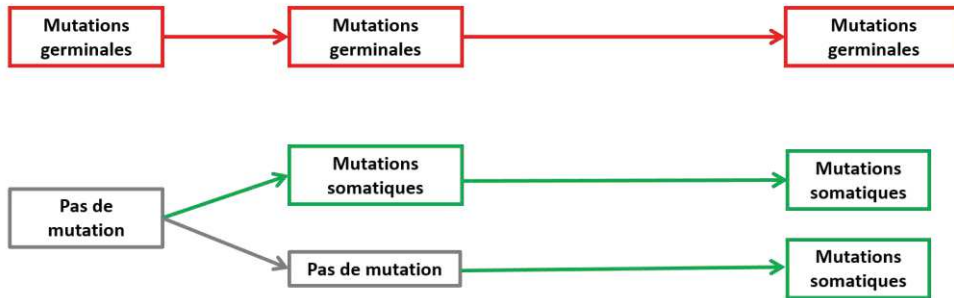 Mutations
germinales
Mutations
germinales
Mutations
germinales
Mutations
somatiques
Mutations
somatiques
Pas de
mutation
Pas de mutation
Mutations
somatiques